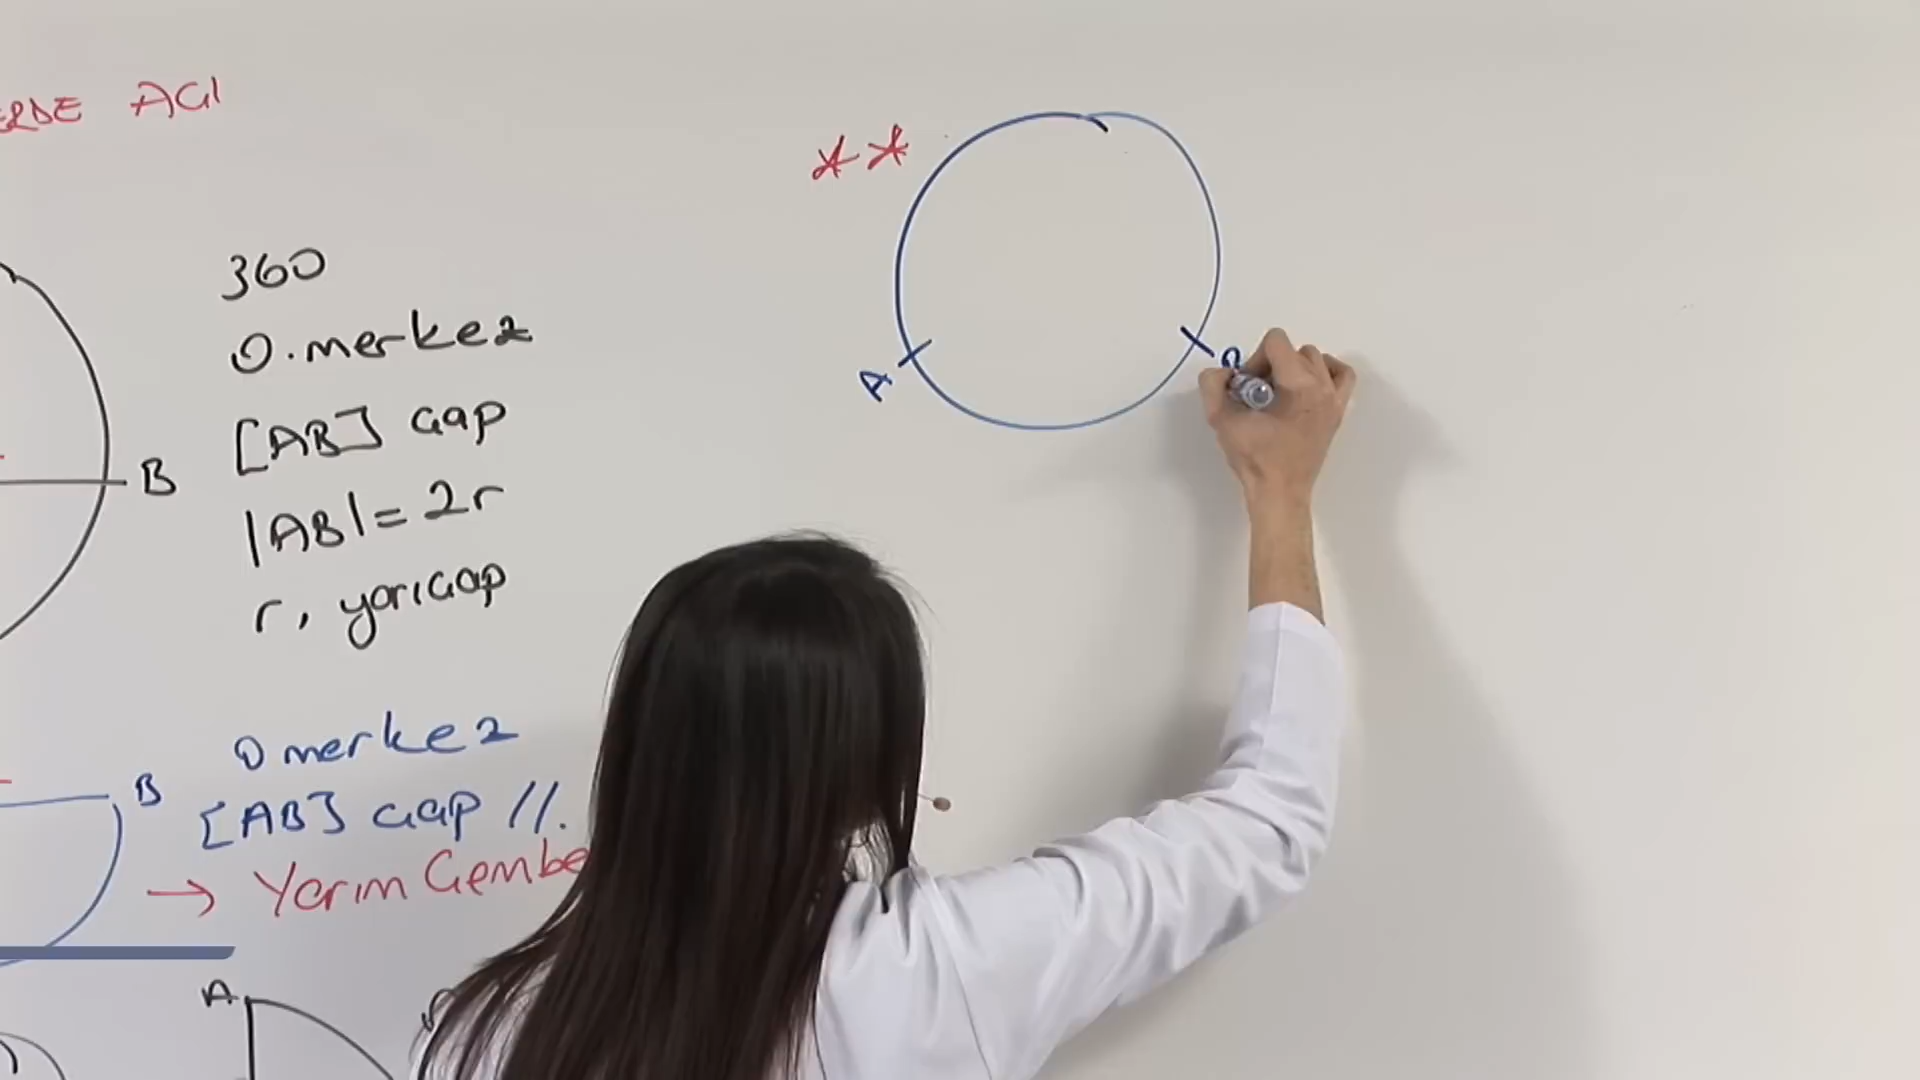 AÇI
360
O. merkez
[AB] çap
|AB| = 2r
r, yarıçap
B
O merkez
[AB] çap //.
B
→ Yarım Çembe
A
**
A